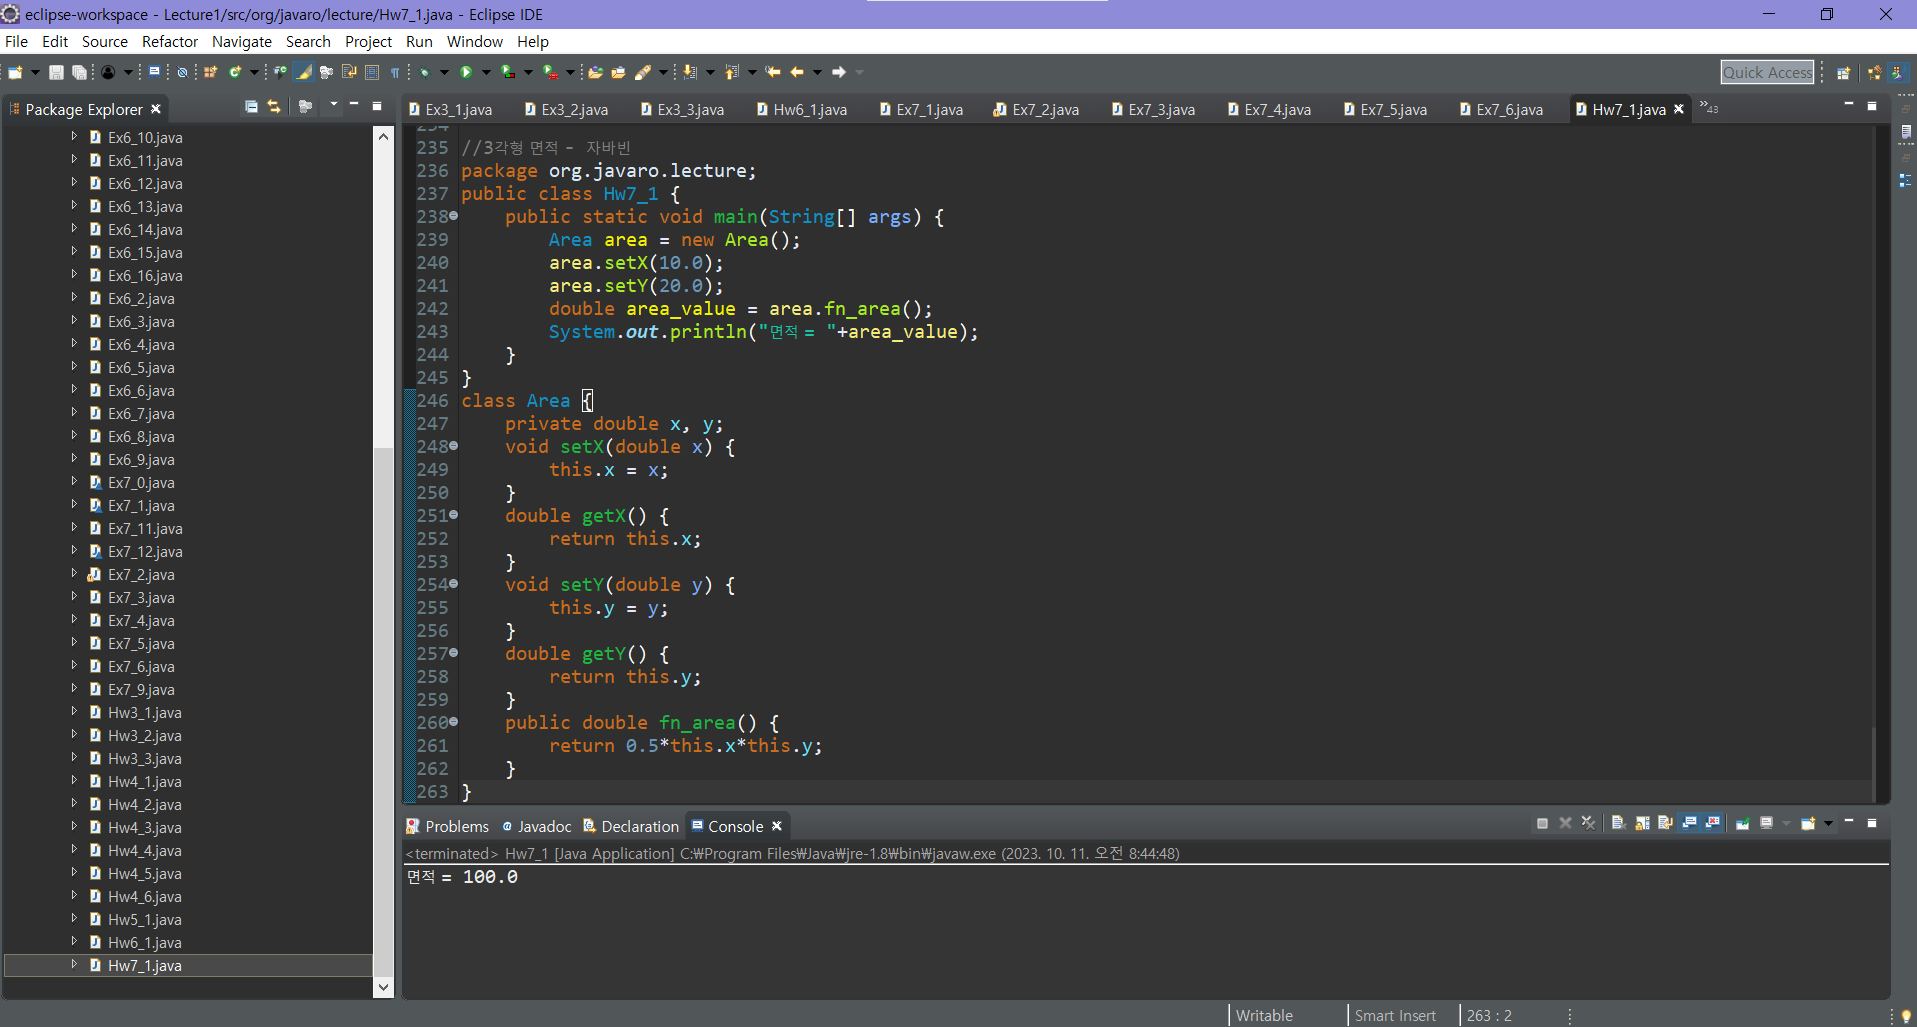 eclipse-workspace - Lecture1/src/org/javaro/lecture/Hw7_1.java - Eclipse IDE
File Edit Source Refactor Navigate Search Project Run Window Help
Quick Access
Package Explorer
Ex3_1.java Ex3_2.java Ex3_3.java Hw6_1.java Ex7_1.java Ex7_2.java Ex7_3.java Ex7_4.java Ex7_5.java Ex7_6.java Hw7_1.java »43
Ex6_10.java
Ex6_11.java
Ex6_12.java
Ex6_13.java
Ex6_14.java
Ex6_15.java
Ex6_16.java
Ex6_2.java
Ex6_3.java
Ex6_4.java
Ex6_5.java
Ex6_6.java
Ex6_7.java
Ex6_8.java
Ex6_9.java
Ex7_0.java
Ex7_1.java
Ex7_11.java
Ex7_12.java
Ex7_2.java
Ex7_3.java
Ex7_4.java
Ex7_5.java
Ex7_6.java
Ex7_9.java
Hw3_1.java
Hw3_2.java
Hw3_3.java
Hw4_1.java
Hw4_2.java
Hw4_3.java
Hw4_4.java
Hw4_5.java
Hw4_6.java
Hw5_1.java
Hw6_1.java
Hw7_1.java
234
235 //3각형 면적 - 자바빈
236 package org.javaro.lecture;
237 public class Hw7_1 {
238     public static void main(String[] args) {
239         Area area = new Area();
240         area.setX(10.0);
241         area.setY(20.0);
242         double area_value = area.fn_area();
243         System.out.println("면적 = "+area_value);
244     }
245 }
246 class Area {
247     private double x, y;
248     void setX(double x) {
249         this.x = x;
250     }
251     double getX() {
252         return this.x;
253     }
254     void setY(double y) {
255         this.y = y;
256     }
257     double getY() {
258         return this.y;
259     }
260     public double fn_area() {
261         return 0.5*this.x*this.y;
262     }
263 }
Problems @ Javadoc Declaration Console
<terminated> Hw7_1 [Java Application] C:₩Program Files₩Java₩jre-1.8₩bin₩javaw.exe (2023. 10. 11. 오전 8:44:48)
면적 = 100.0
Writable Smart Insert 263 : 2